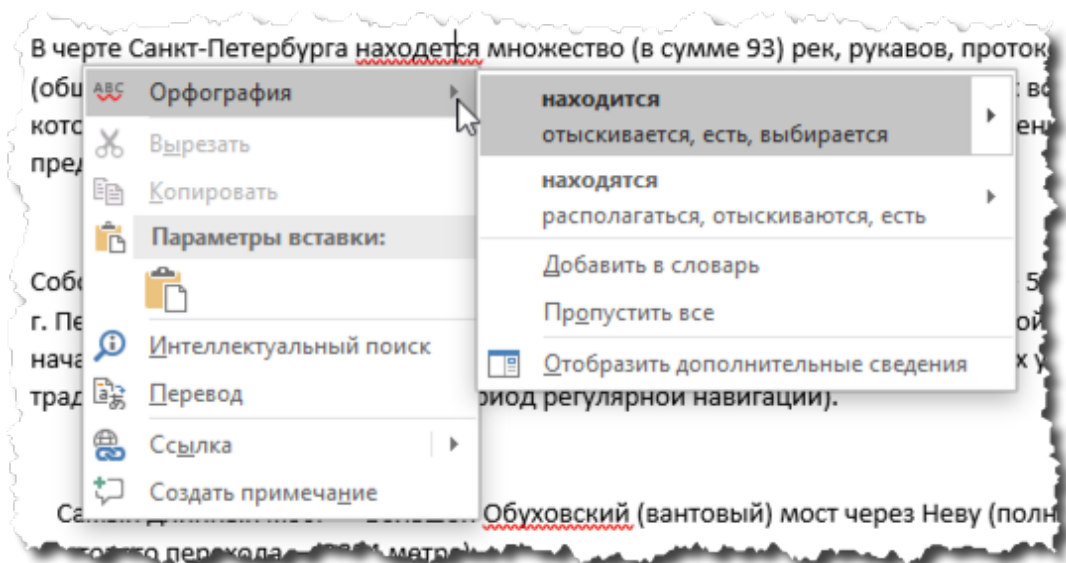 В черте Санкт-Петербурга находется множество (в сумме 93) рек, рукавов, проток
(общ
кото
пред
ABC Орфография
Вырезать
Копировать
Параметры вставки:
Интеллектуальный поиск
Перевод
Ссылка
Создать примечание
находится
отыскивается, есть, выбирается
находятся
располагаться, отыскиваются, есть
Добавить в словарь
Пропустить все
Отобразить дополнительные сведения
Собо
г. Пе
нача
трад
риод регулярной навигации).
Обуховский (вантовый) мост через Неву (полн